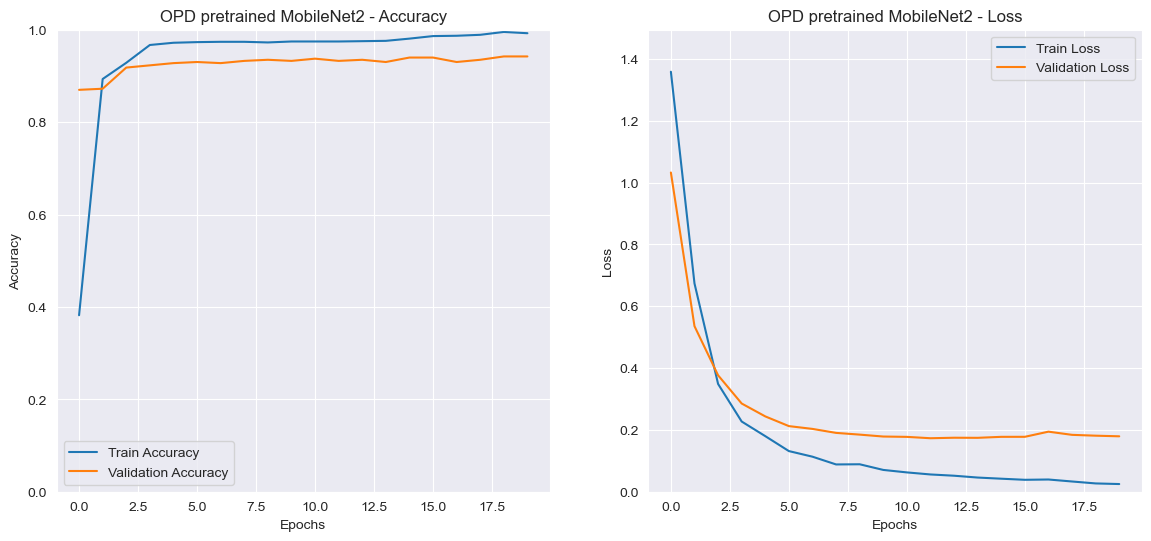 OPD pretrained MobileNet2 - Accuracy
1.0
0.8
0.6
0.4
0.2
0.0
Accuracy
Train Accuracy
Validation Accuracy
0.0 2.5 5.0 7.5 10.0 12.5 15.0 17.5
Epochs
OPD pretrained MobileNet2 - Loss
Train Loss
Validation Loss
1.4
1.2
1.0
0.8
0.6
0.4
0.2
0.0
Loss
0.0 2.5 5.0 7.5 10.0 12.5 15.0 17.5
Epochs